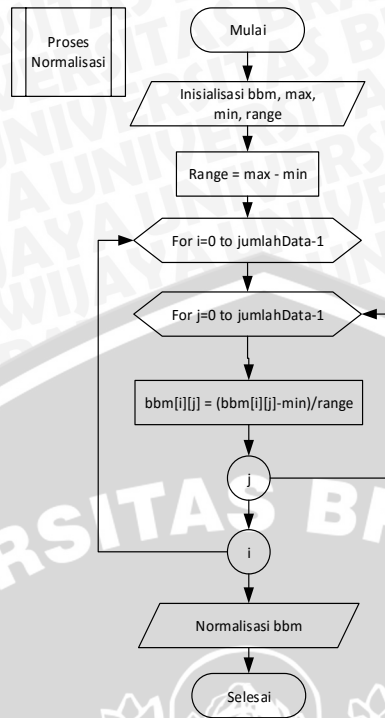 Proses
Normalisasi
Mulai
Inisialisasi bbm, max,
min, range
Range = max - min
For i=0 to jumlahData-1
For j=0 to jumlahData-1
bbm[i][j] = (bbm[i][j]-min)/range
j
i
Normalisasi bbm
Selesai